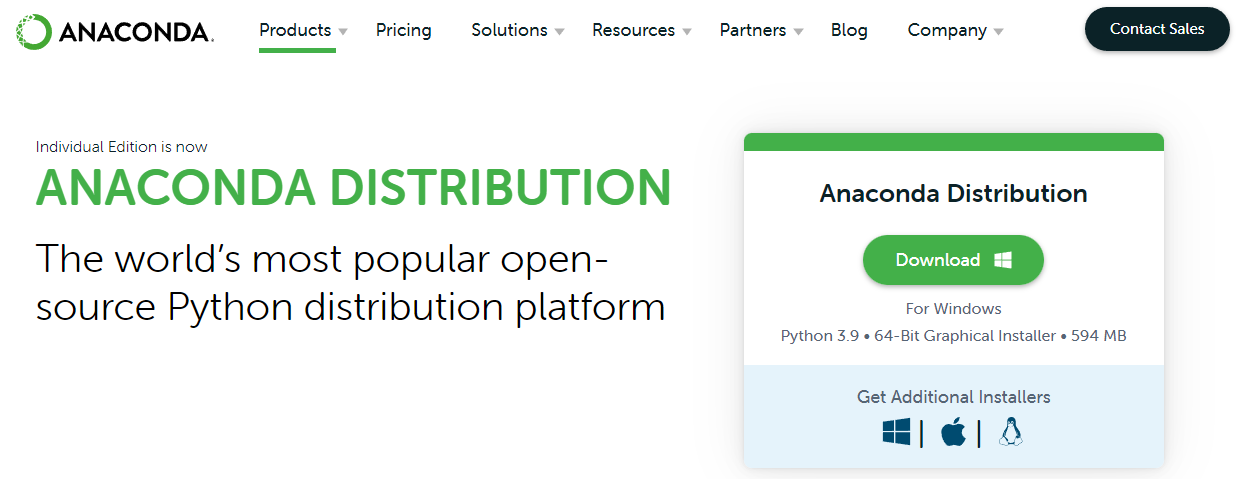 ANACONDA.
Products
Pricing
Solutions
Resources
Partners
Blog
Company
Contact Sales
Individual Edition is now
ANACONDA DISTRIBUTION
The world’s most popular open-
source Python distribution platform
Anaconda Distribution
Download
For Windows
Python 3.9 • 64-Bit Graphical Installer • 594 MB
Get Additional Installers